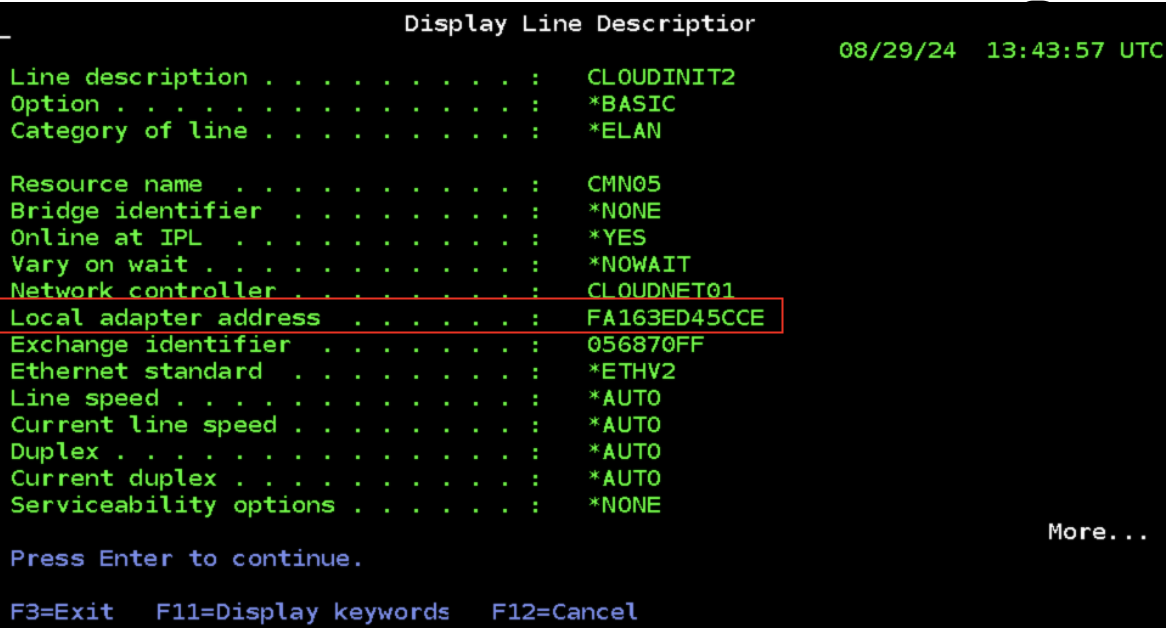 Display Line Descriptior
08/29/24 13:43:57 UTC
Line description . . . . . . . . . . : CLOUDINIT2
Option . . . . . . . . . . . . . . . : *BASIC
Category of line . . . . . . . . . . : *ELAN
Resource name . . . . . . . . . . . : CMN05
Bridge identifier . . . . . . . . . : *NONE
Online at IPL . . . . . . . . . . . : *YES
Vary on wait . . . . . . . . . . . . : *NOWAIT
Network controller . . . . . . . . . : CLOUDNET01
Local adapter address . . . . . . . : FA163ED45CCE
Exchange identifier . . . . . . . . : 056870FF
Ethernet standard . . . . . . . . . : *ETHV2
Line speed . . . . . . . . . . . . . : *AUTO
Current line speed . . . . . . . . . : *AUTO
Duplex . . . . . . . . . . . . . . . : *AUTO
Current duplex . . . . . . . . . . . : *AUTO
Serviceability options . . . . . . . : *NONE
More...
Press Enter to continue.
F3=Exit F11=Display keywords F12=Cancel